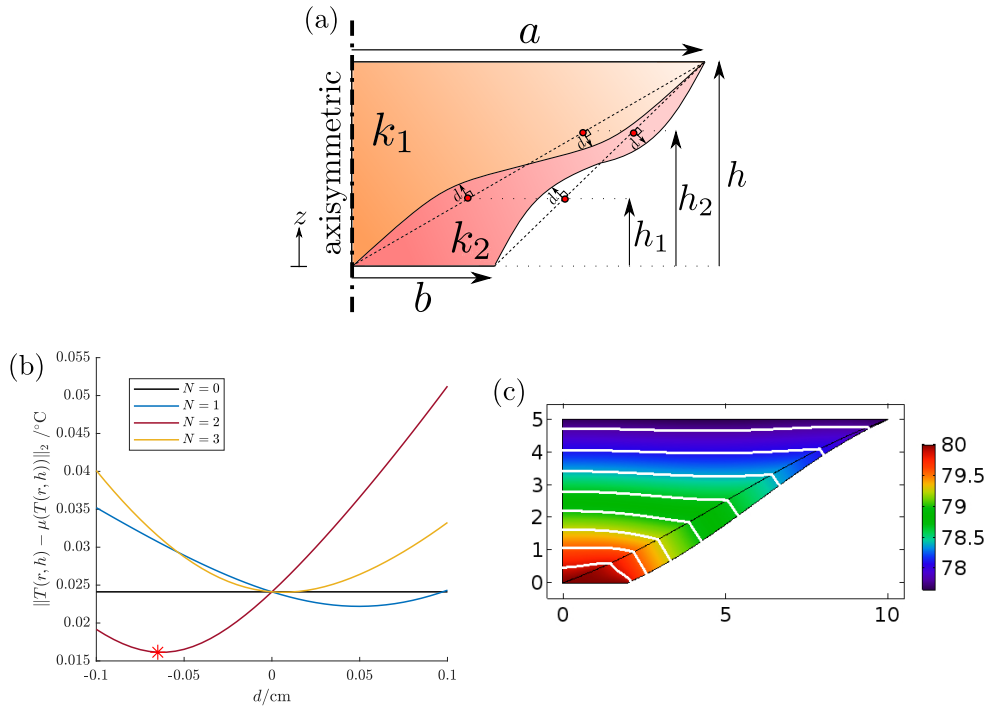 (a)
a
axisymmetric
k₁
d
d
d
d
k₂
z
h₁
h₂
h
b
(b)
||T(r, h) − μ(T(r, h))||₂ /°C
0.055
0.05
0.045
0.04
0.035
0.03
0.025
0.02
0.015
N = 0
N = 1
N = 2
N = 3
-0.1
-0.05
0
0.05
0.1
d/cm
(c)
5
4
3
2
1
0
0
5
10
80
79.5
79
78.5
78